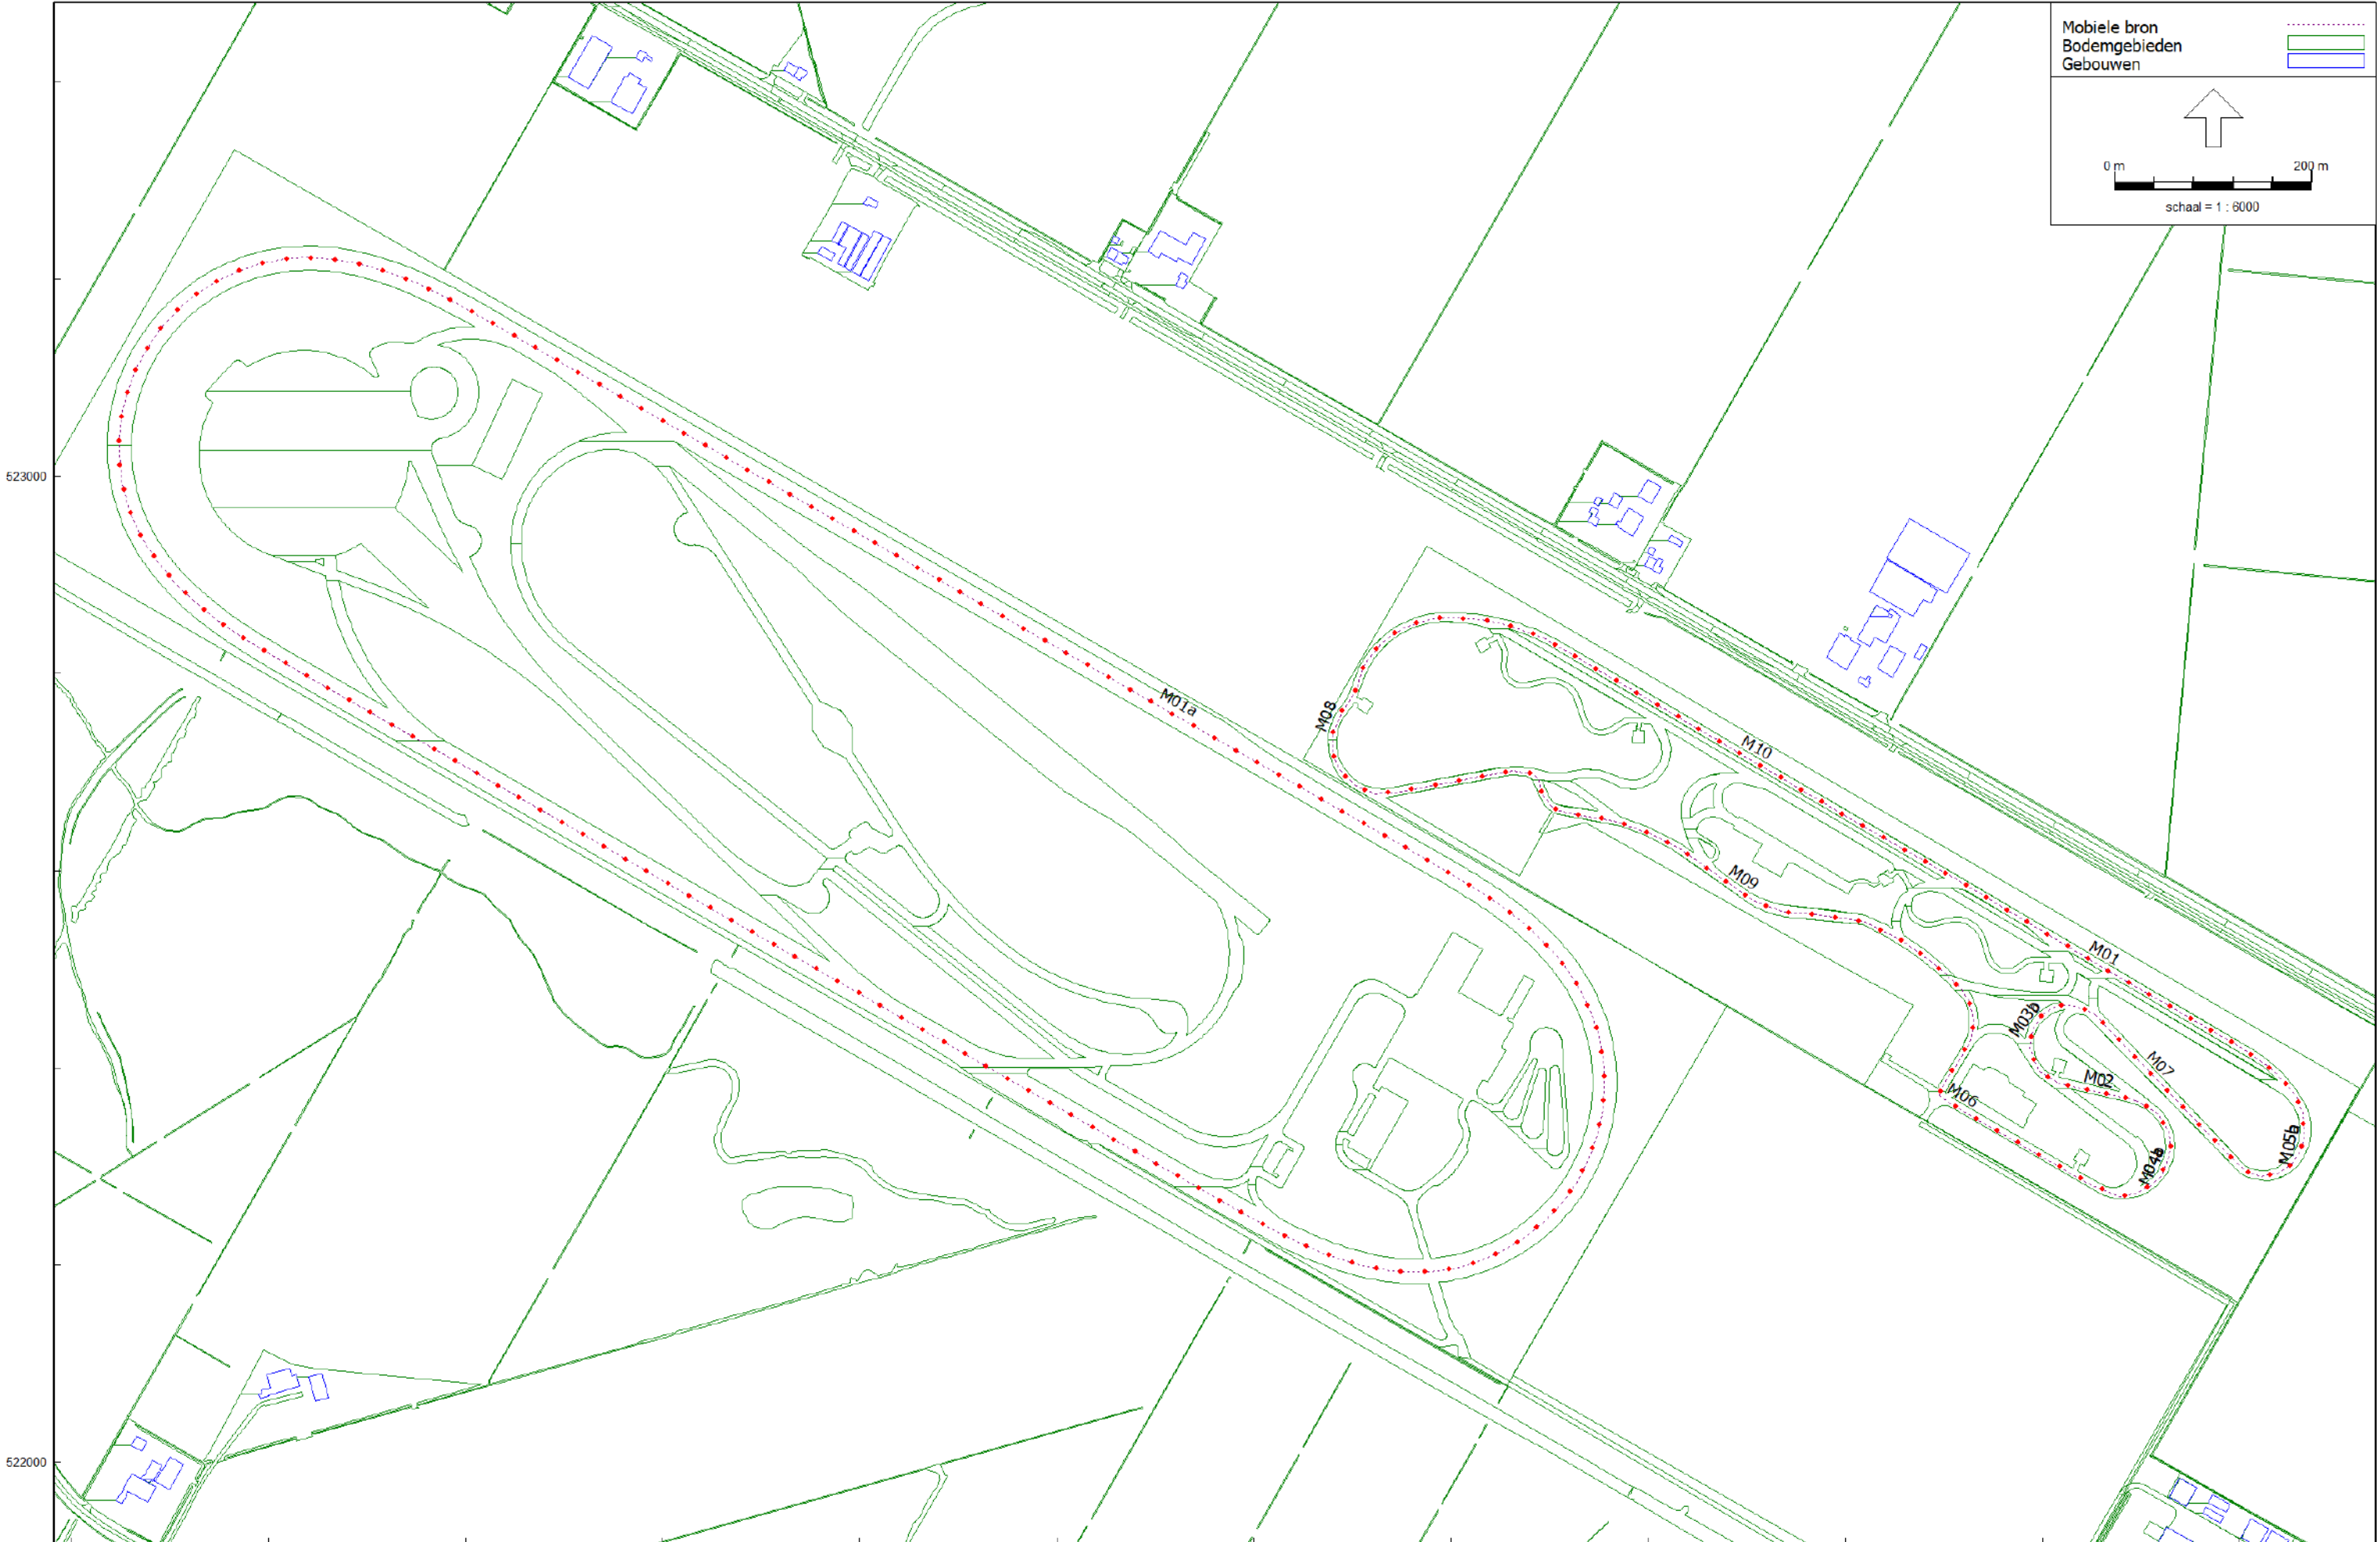 Mobiele bron
Bodemgebieden
Gebouwen
0 m 200 m
schaal = 1 : 6000
523000
M01a
M08
M10
M09
M01
M03b
M07
M02
M06
M05b
M04b
522000